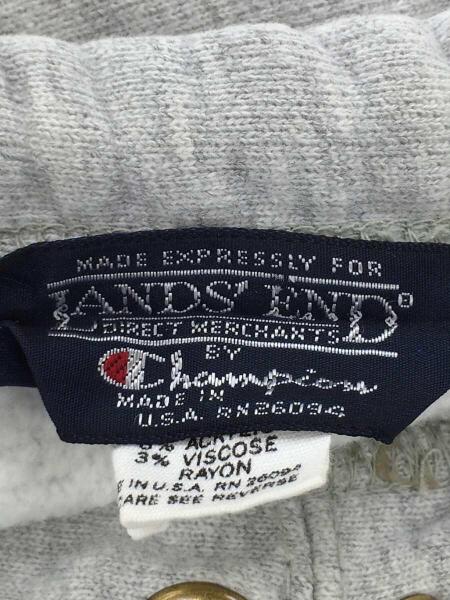 MADE EXPRESSLY FOR
LANDS' END®
DIRECT MERCHANTS
BY
Champion
MADE IN
U.S.A. RN26094
ACRYLIC
3% VISCOSE
RAYON
E IN U.S.A. RN 26094
ARE SEE REVERSE